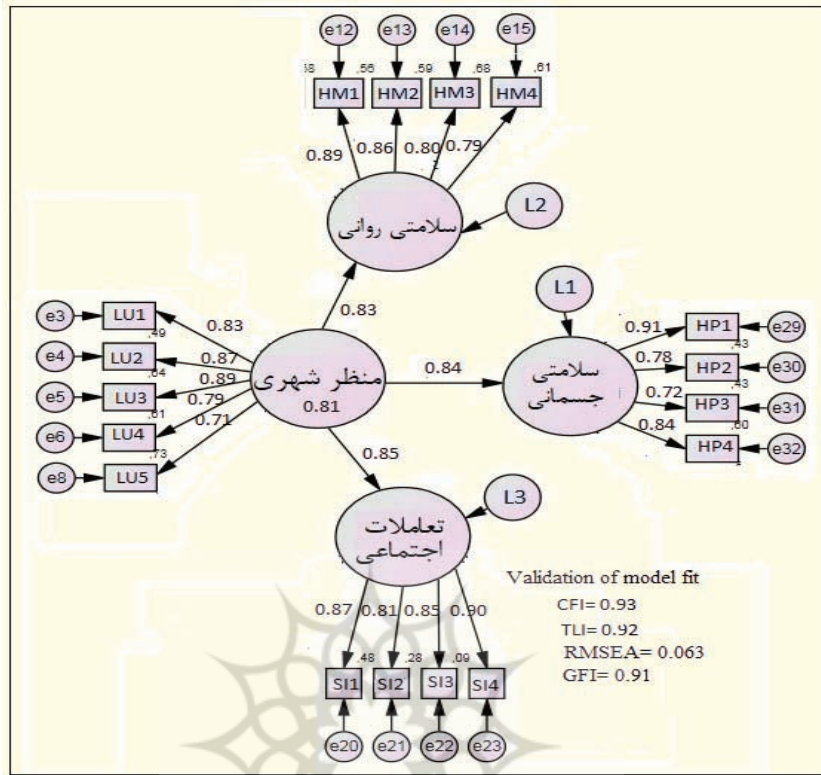 e12 e13 e14 e15
.56 .59 .68 .61
HM1 HM2 HM3 HM4
0.89 0.86 0.80 0.79
سلامتی روانی
L2
0.83
L1
e3 LU1
.49
e4 LU2
.64
e5 LU3
.61
e6 LU4
.73
e8 LU5
0.83
0.87
0.89
0.79
0.71
منظر شهری
0.81
0.84
سلامتی
جسمانی
0.91
0.78
0.72
0.84
HP1 e29
.43
HP2 e30
.43
HP3 e31
.60
HP4 e32
0.85
تعاملات
اجتماعی
L3
0.87 0.81 0.85 0.90
.48 .28 .09
SI1 SI2 SI3 SI4
e20 e21 e22 e23
Validation of model fit
CFI= 0.93
TLI= 0.92
RMSEA= 0.063
GFI= 0.91